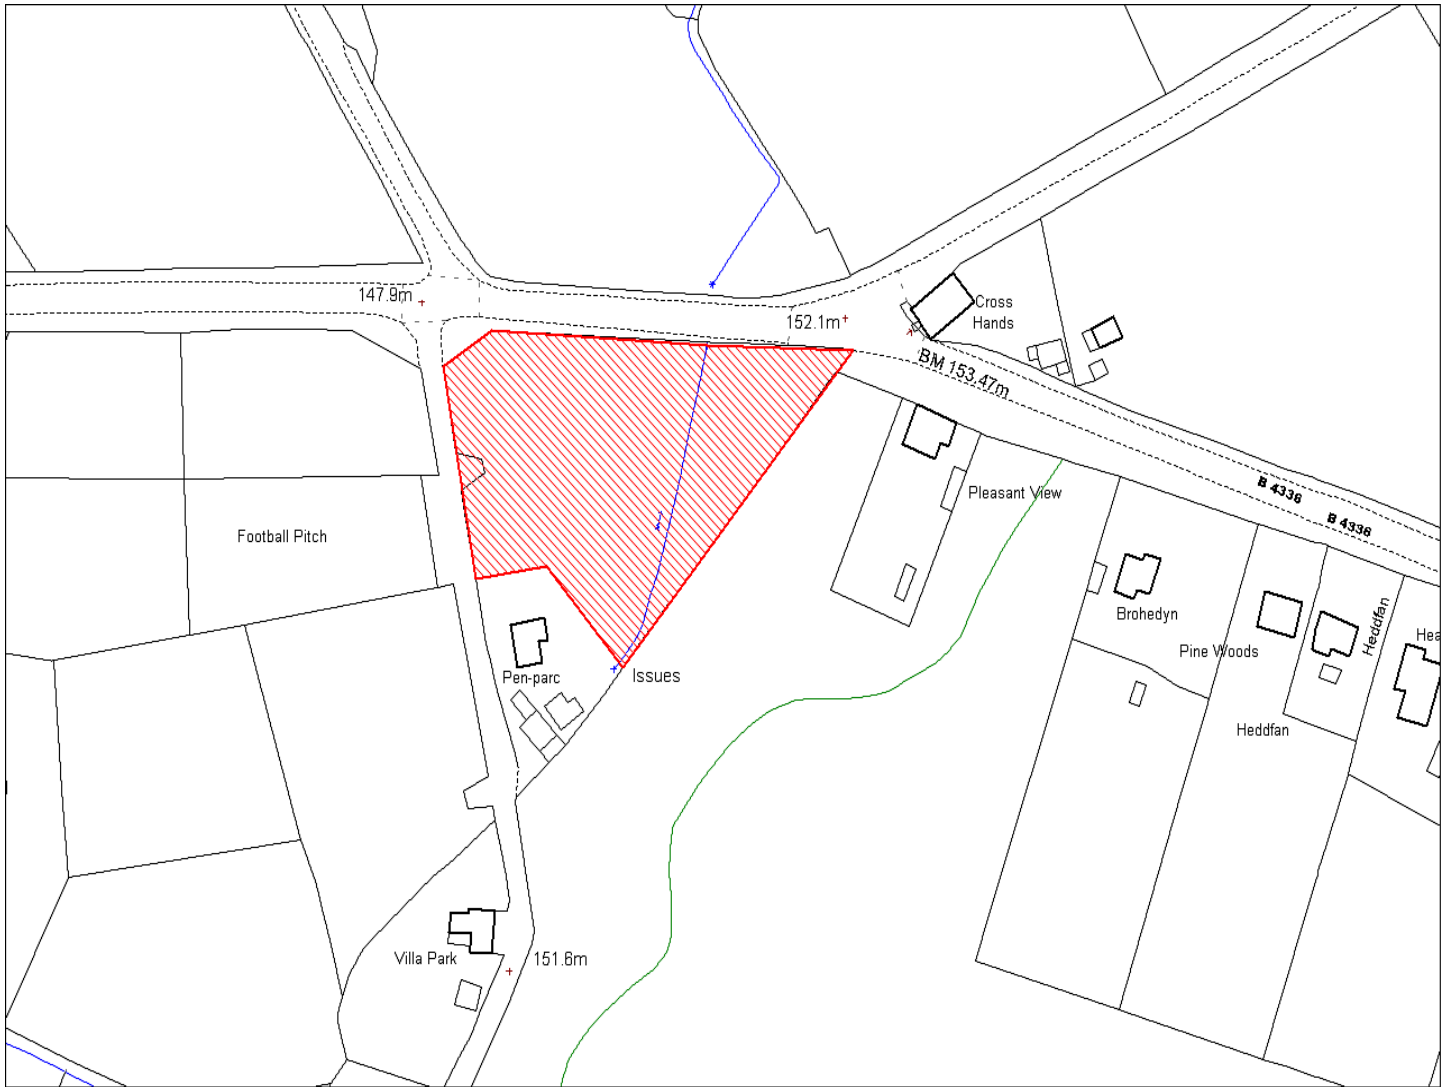 147.9m
152.1m
Cross
Hands
BM 153.47m
B 4336
B 4336
Pleasant View
Football Pitch
Brohedyn
Pine Woods
Heddfan
Hea
Heddfan
Pen-parc
Issues
Villa Park
151.6m